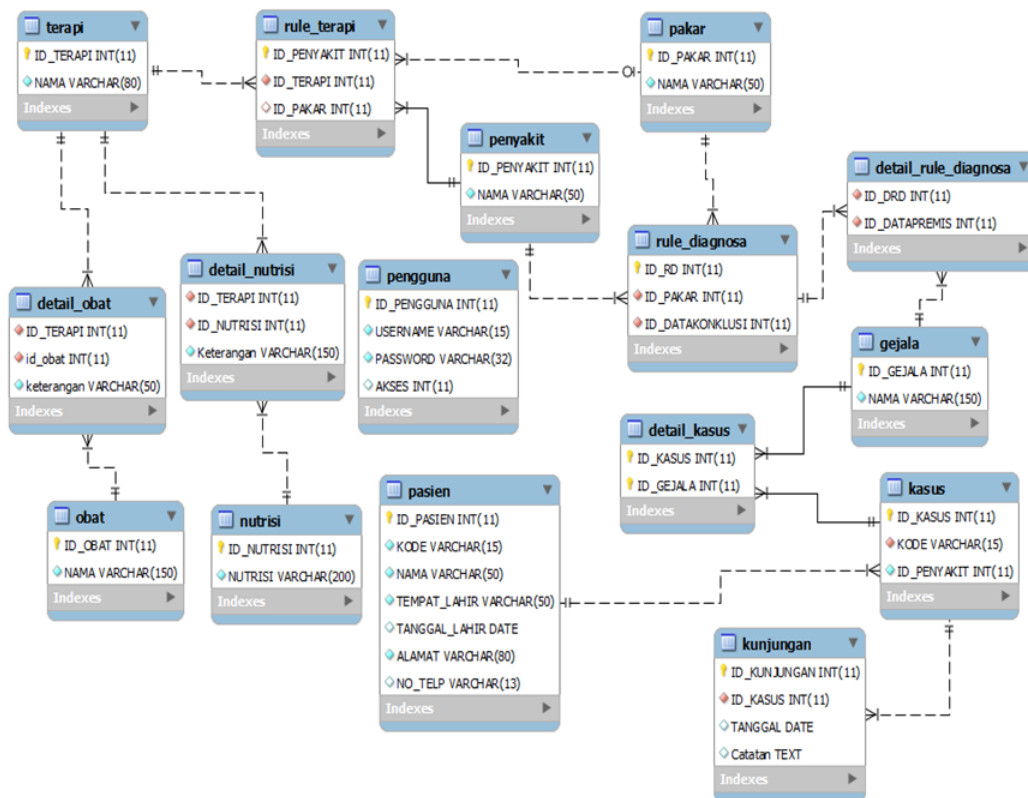 terapi
ID_TERAPI INT(11)
NAMA VARCHAR(80)
Indexes
rule_terapi
ID_PENYAKIT INT(11)
ID_TERAPI INT(11)
ID_PAKAR INT(11)
Indexes
pakar
ID_PAKAR INT(11)
NAMA VARCHAR(50)
Indexes
penyakit
ID_PENYAKIT INT(11)
NAMA VARCHAR(50)
Indexes
detail_rule_diagnosa
ID_DRD INT(11)
ID_DATAPREMIS INT(11)
Indexes
rule_diagnosa
ID_RD INT(11)
ID_PAKAR INT(11)
ID_DATAKONKLUSI INT(11)
Indexes
detail_nutrisi
ID_TERAPI INT(11)
ID_NUTRISI INT(11)
Keterangan VARCHAR(150)
Indexes
pengguna
ID_PENGGUNA INT(11)
USERNAME VARCHAR(15)
PASSWORD VARCHAR(32)
AKSES INT(11)
Indexes
detail_obat
ID_TERAPI INT(11)
id_obat INT(11)
keterangan VARCHAR(50)
Indexes
gejala
ID_GEJALA INT(11)
NAMA VARCHAR(150)
Indexes
detail_kasus
ID_KASUS INT(11)
ID_GEJALA INT(11)
Indexes
obat
ID_OBAT INT(11)
NAMA VARCHAR(150)
Indexes
nutrisi
ID_NUTRISI INT(11)
NUTRISI VARCHAR(200)
Indexes
pasien
ID_PASIEN INT(11)
KODE VARCHAR(15)
NAMA VARCHAR(50)
TEMPAT_LAHIR VARCHAR(50)
TANGGAL_LAHIR DATE
ALAMAT VARCHAR(80)
NO_TELP VARCHAR(13)
Indexes
kasus
ID_KASUS INT(11)
KODE VARCHAR(15)
ID_PENYAKIT INT(11)
Indexes
kunjungan
ID_KUNJUNGAN INT(11)
ID_KASUS INT(11)
TANGGAL DATE
Catatan TEXT
Indexes